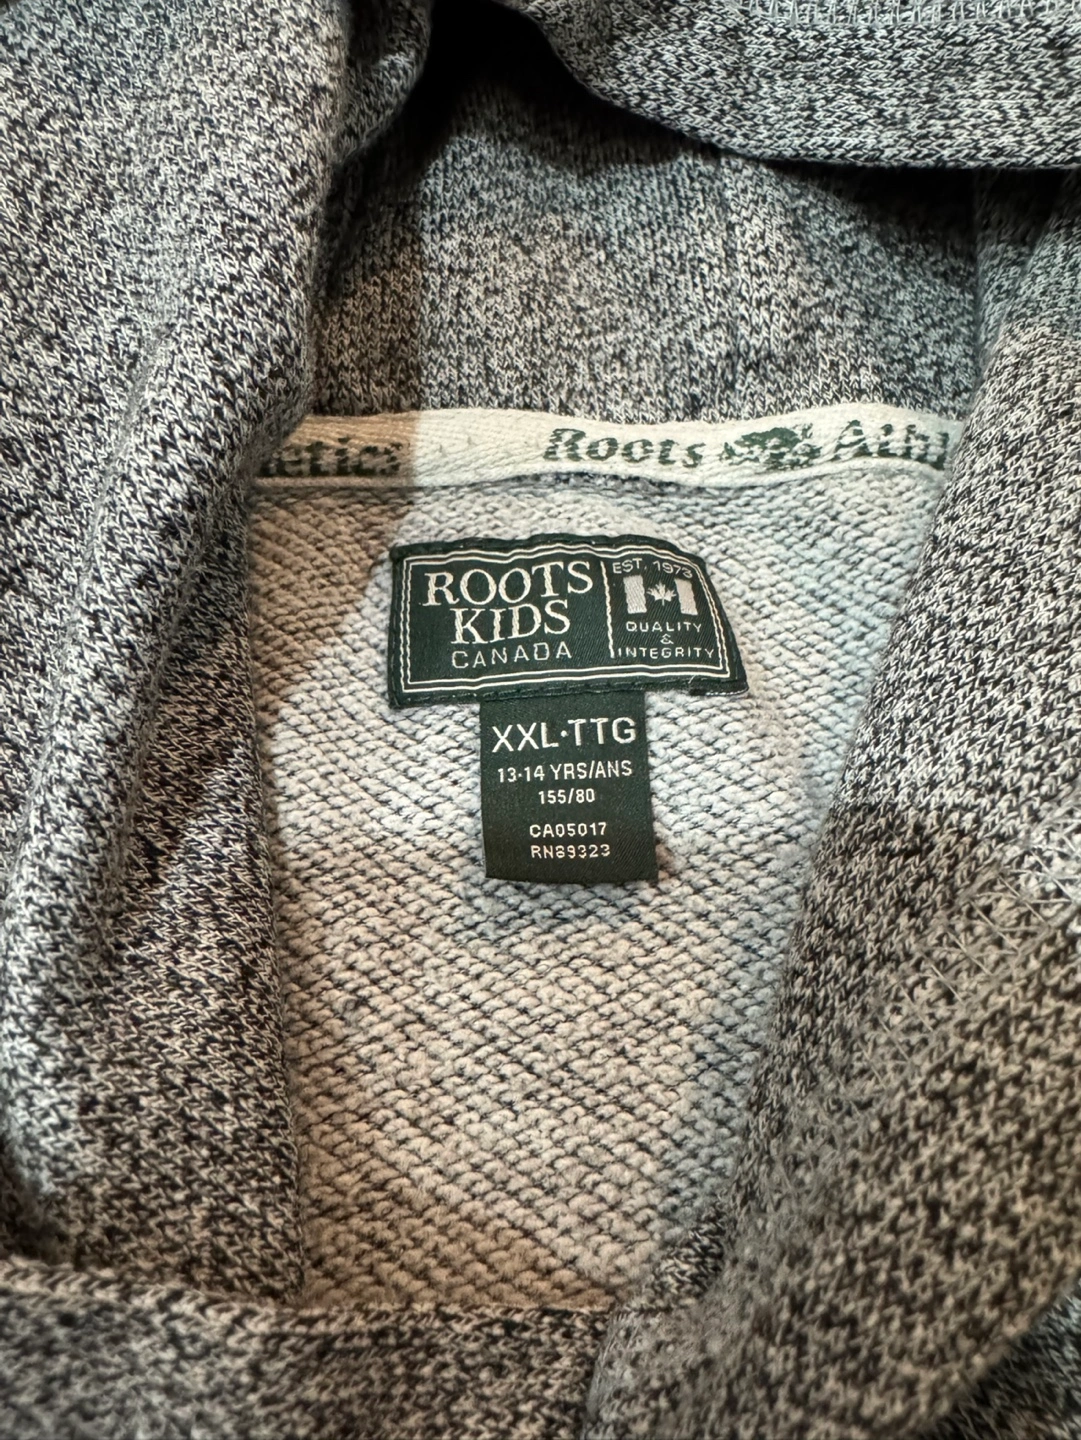 letics Roots Athl
ROOTS
KIDS
CANADA
EST. 1973
QUALITY
&
INTEGRITY
XXL·TTG
13-14 YRS/ANS
155/80
CA05017
RN89323